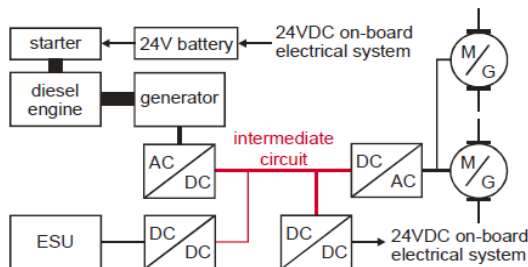 starter
24V battery
24VDC on-board
electrical system
M
G
diesel
engine
generator
intermediate
circuit
AC
DC
DC
AC
M
G
ESU
DC
DC
DC
DC
24VDC on-board
electrical system